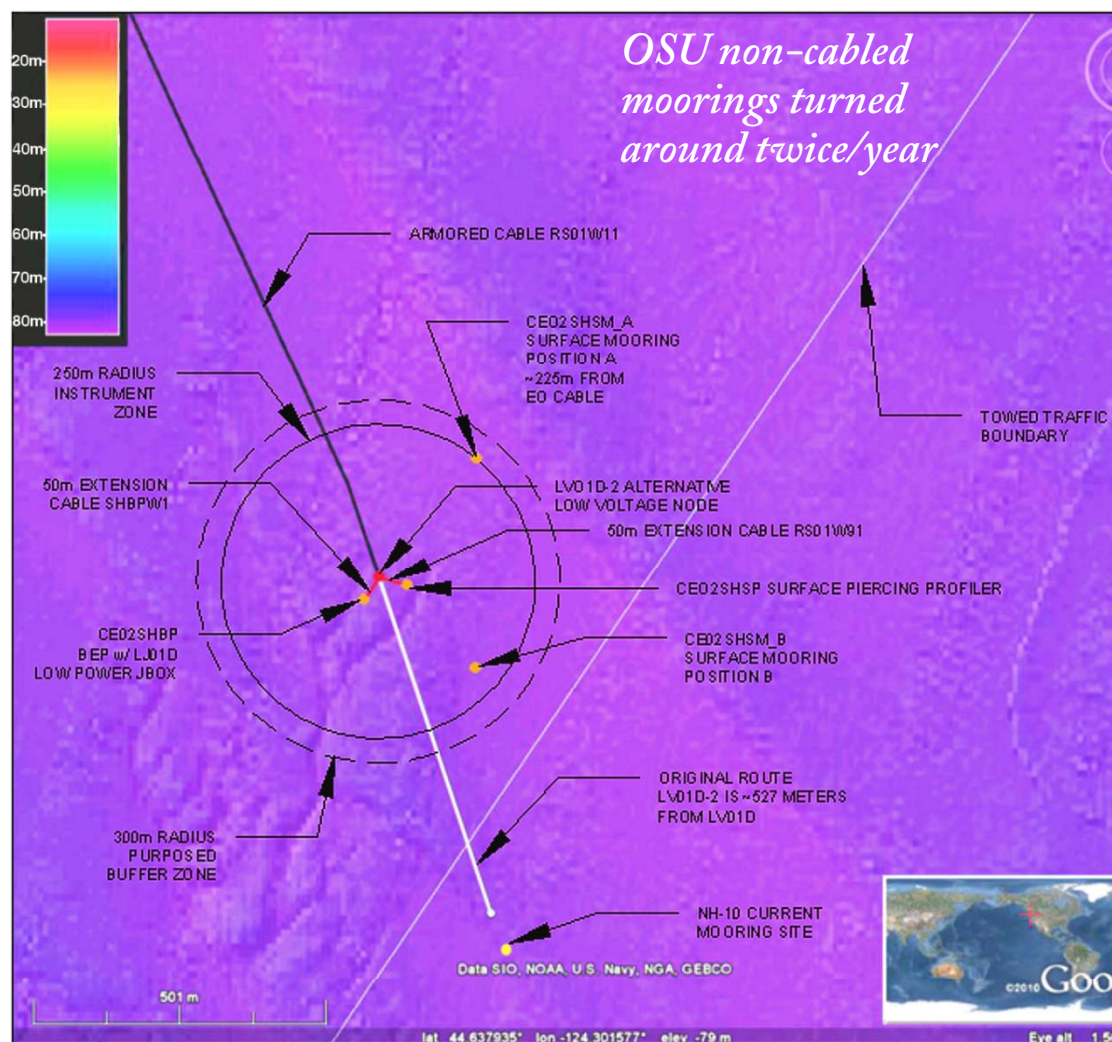 OSU non-cabled
moorings turned
around twice/year
20m
30m
40m
50m
60m
70m
80m
ARMORED CABLE RS01W11
CE02SHSM_A
SURFACE MOORING
POSITION A
~225m FROM
EO CABLE
250m RADIUS
INSTRUMENT
ZONE
TOWED TRAFFIC
BOUNDARY
50m EXTENSION
CABLE SHBPW1
LV01D-2 ALTERNATIVE
LOW VOLTAGE NODE
50m EXTENSION CABLE RS01W91
CE02SHSP SURFACE PIERCING PROFILER
CE02SHBP
BEP w/ LJ01D
LOW POWER JBOX
CE02SHSM_B
SURFACE MOORING
POSITION B
ORIGINAL ROUTE
LV01D-2 IS ~527 METERS
FROM LV01D
300m RADIUS
PURPOSED
BUFFER ZONE
NH-10 CURRENT
MOORING SITE
Data SIO, NOAA, U.S. Navy, NGA, GEBCO
©2010 Goo
501 m
lat 44.637935° lon -124.301577° elev -79 m
Eye alt